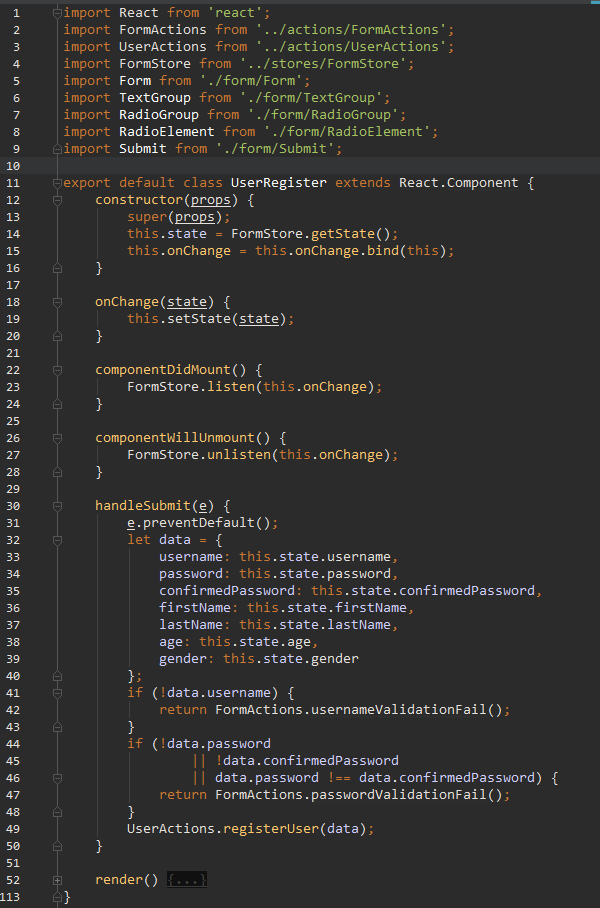 1 import React from 'react';
2 import FormActions from '../actions/FormActions';
3 import UserActions from '../actions/UserActions';
4 import FormStore from '../stores/FormStore';
5 import Form from './form/Form';
6 import TextGroup from './form/TextGroup';
7 import RadioGroup from './form/RadioGroup';
8 import RadioElement from './form/RadioElement';
9 import Submit from './form/Submit';
10
11 export default class UserRegister extends React.Component {
12     constructor(props) {
13         super(props);
14         this.state = FormStore.getState();
15         this.onChange = this.onChange.bind(this);
16     }
17
18     onChange(state) {
19         this.setState(state);
20     }
21
22     componentDidMount() {
23         FormStore.listen(this.onChange);
24     }
25
26     componentWillUnmount() {
27         FormStore.unlisten(this.onChange);
28     }
29
30     handleSubmit(e) {
31         e.preventDefault();
32         let data = {
33             username: this.state.username,
34             password: this.state.password,
35             confirmedPassword: this.state.confirmedPassword,
36             firstName: this.state.firstName,
37             lastName: this.state.lastName,
38             age: this.state.age,
39             gender: this.state.gender
40         };
41         if (!data.username) {
42             return FormActions.usernameValidationFail();
43         }
44         if (!data.password
45                 || !data.confirmedPassword
46                 || data.password !== data.confirmedPassword) {
47             return FormActions.passwordValidationFail();
48         }
49         UserActions.registerUser(data);
50     }
51
52     render() {...}
113 }